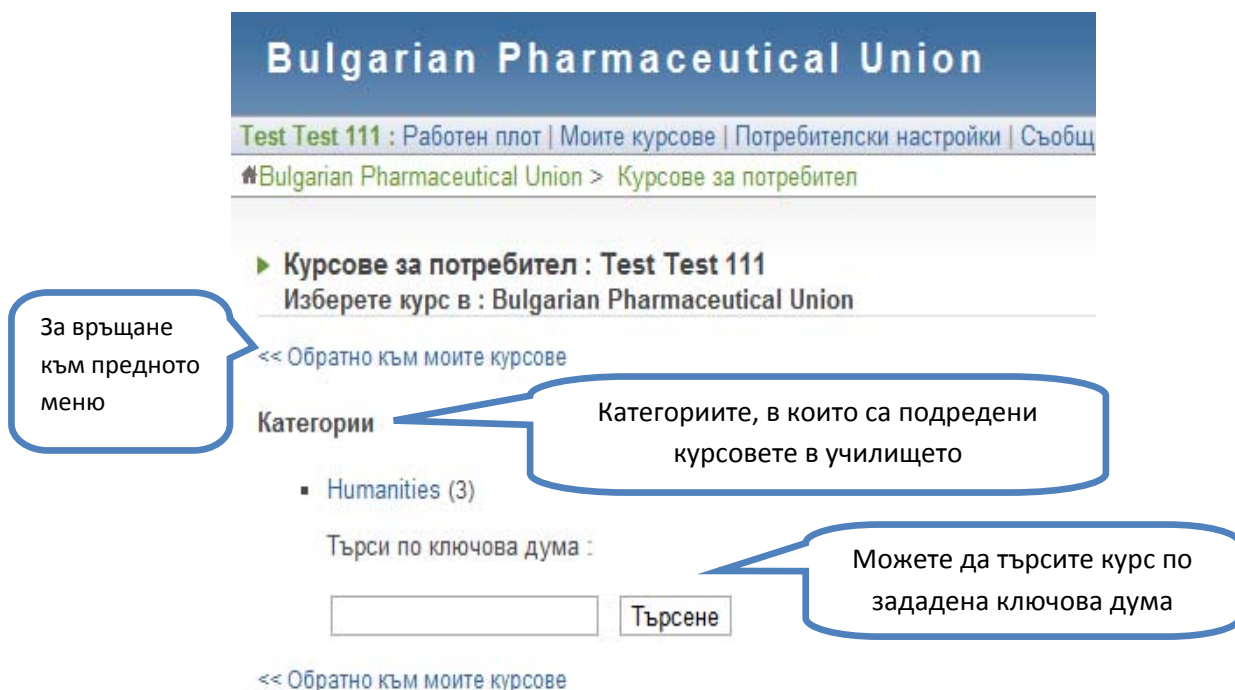 Bulgarian Pharmaceutical Union
Test Test 111 : Работен плот | Моите курсове | Потребителски настройки | Съобщ
Bulgarian Pharmaceutical Union > Курсове за потребител
Курсове за потребител : Test Test 111
Изберете курс в : Bulgarian Pharmaceutical Union
За връщане
към предното
меню
<< Обратно към моите курсове
Категории
Категориите, в които са подредени
курсовете в училището
Humanities (3)
Търси по ключова дума :
Можете да търсите курс по
зададена ключова дума
Търсене
<< Обратно към моите курсове